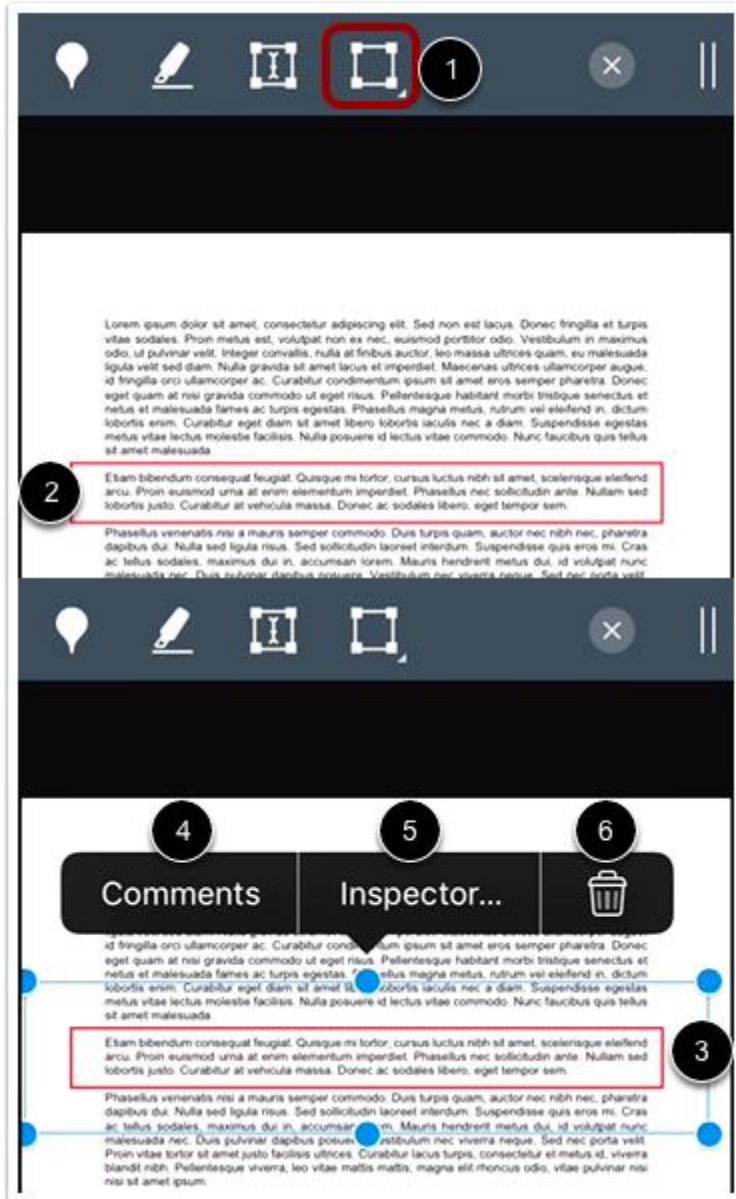 1
Lorem ipsum dolor sit amet, consectetur adipiscing elit. Sed non est lacus. Donec fringilla et turpis
vitae sodales. Proin metus est, volutpat non ex nec, euismod porttitor odio. Vestibulum in maximus
odio, ut pulvinar velit. Integer convallis, nulla at finibus auctor, leo massa ultrices quam, eu malesuada
ligula velit sed diam. Nulla gravida sit amet lacus et imperdiet. Maecenas ultrices ullamcorper augue,
id fringilla orci ullamcorper ac. Curabitur condimentum ipsum sit amet eros semper pharetra. Donec
eget quam at nisi gravida commodo ut eget risus. Pellentesque habitant morbi tristique senectus et
netus et malesuada fames ac turpis egestas. Phasellus magna metus, rutrum vel eleifend in, dictum
lobortis enim. Curabitur eget diam sit amet libero lobortis iaculis nec a diam. Suspendisse egestas
metus vitae lectus molestie facilisis. Nulla posuere id lectus vitae commodo. Nunc faucibus quis tellus
sit amet malesuada
2
Etiam bibendum consequat feugiat. Quisque mi tortor, cursus luctus nibh sit amet, scelerisque eleifend
arcu. Proin euismod urna at enim elementum imperdiet. Phasellus nec sollicitudin ante. Nullam sed
lobortis justo. Curabitur at vehicula massa. Donec ac sodales libero, eget tempor sem.
Phasellus venenatis nisi a mauris semper commodo. Duis turpis quam, auctor nec nibh nec, pharetra
dapibus dui. Nulla sed ligula risus. Sed sollicitudin laoreet interdum. Suspendisse quis eros mi. Cras
ac tellus sodales, maximus dui in, accumsan lorem. Mauris hendrerit metus dui, id volutpat nunc
malesuada nec. Duis pulvinar dapibus posuere. Vestibulum nec viverra neque. Sed nec porta velit.
4 5 6
Comments Inspector...
id fringilla orci ullamcorper ac. Curabitur ipsum sit amet eros semper pharetra. Donec
eget quam at nisi gravida commodo ut eget risus. Pellentesque habitant morbi tristique senectus et
netus et malesuada fames ac turpis egestas. magna metus, rutrum vel eleifend in, dictum
lobortis enim. Curabitur eget diam sit amet lobortis iaculis nec a diam. Suspendisse egestas
metus vitae lectus molestie facilisis. Nulla posuere id lectus vitae commodo. Nunc faucibus quis tellus
sit amet malesuada
Etiam bibendum consequat feugiat. Quisque mi tortor, cursus luctus nibh sit amet, scelerisque eleifend
arcu. Proin euismod urna at enim elementum imperdiet. Phasellus nec sollicitudin ante. Nullam sed
lobortis justo. Curabitur at vehicula massa. Donec ac sodales libero, eget tempor sem.
3
Phasellus venenatis nisi a mauris semper commodo. Duis turpis quam, auctor nec nibh nec, pharetra
dapibus dui. Nulla sed ligula risus. Sed sollicitudin laoreet interdum. Suspendisse quis eros mi. Cras
ac tellus sodales, maximus dui in, Mauris hendrerit metus dui, id volutpat nunc
malesuada nec. Duis pulvinar dapibus nec viverra neque. Sed nec porta velit.
Proin vitae tortor sit amet justo facilisis ultrices. Curabitur lacus turpis, consectetur et metus id, viverra
blandit nibh. Pellentesque viverra, leo vitae mattis mattis, magna elit rhoncus odio, vitae pulvinar nisi
nisi sit amet ipsum.